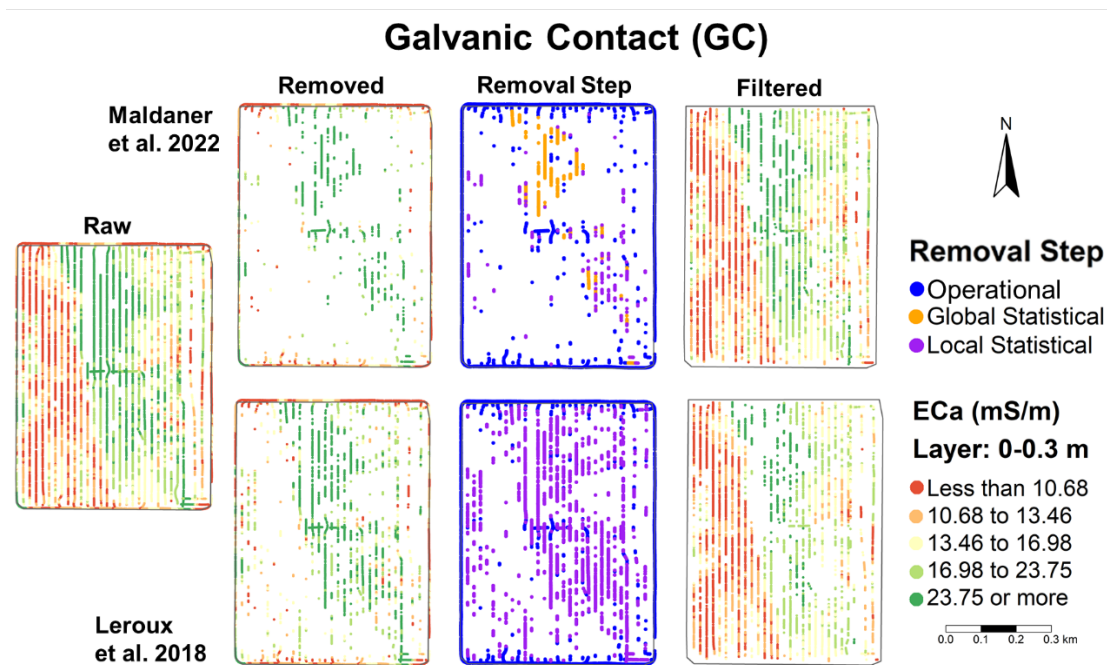 Galvanic Contact (GC)
Removed
Removal Step
Filtered
Maldaner
et al. 2022
Raw
Leroux
et al. 2018
N
Removal Step
Operational
Global Statistical
Local Statistical
ECa (mS/m)
Layer: 0-0.3 m
Less than 10.68
10.68 to 13.46
13.46 to 16.98
16.98 to 23.75
23.75 or more
0.0 0.1 0.2 0.3 km